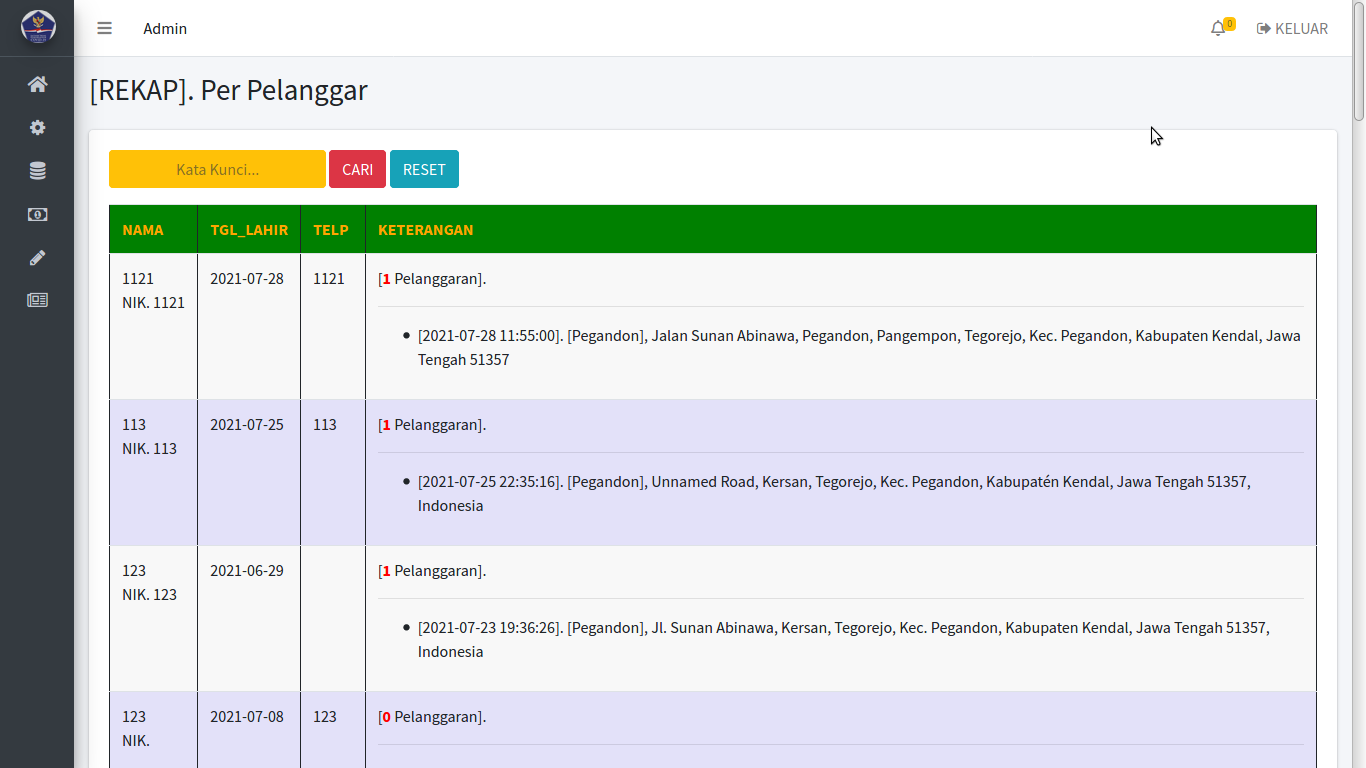 Admin
0
KELUAR
[REKAP]. Per Pelanggar
Kata Kunci...
CARI
RESET
NAMA TGL_LAHIR TELP KETERANGAN
1121 2021-07-28 1121 [1 Pelanggaran].
NIK. 1121
[2021-07-28 11:55:00]. [Pegandon], Jalan Sunan Abinawa, Pegandon, Pangempon, Tegorejo, Kec. Pegandon, Kabupaten Kendal, Jawa
Tengah 51357
113 2021-07-25 113 [1 Pelanggaran].
NIK. 113
[2021-07-25 22:35:16]. [Pegandon], Unnamed Road, Kersan, Tegorejo, Kec. Pegandon, Kabupatén Kendal, Jawa Tengah 51357,
Indonesia
123 2021-06-29 [1 Pelanggaran].
NIK. 123
[2021-07-23 19:36:26]. [Pegandon], Jl. Sunan Abinawa, Kersan, Tegorejo, Kec. Pegandon, Kabupaten Kendal, Jawa Tengah 51357,
Indonesia
123 2021-07-08 123 [0 Pelanggaran].
NIK.